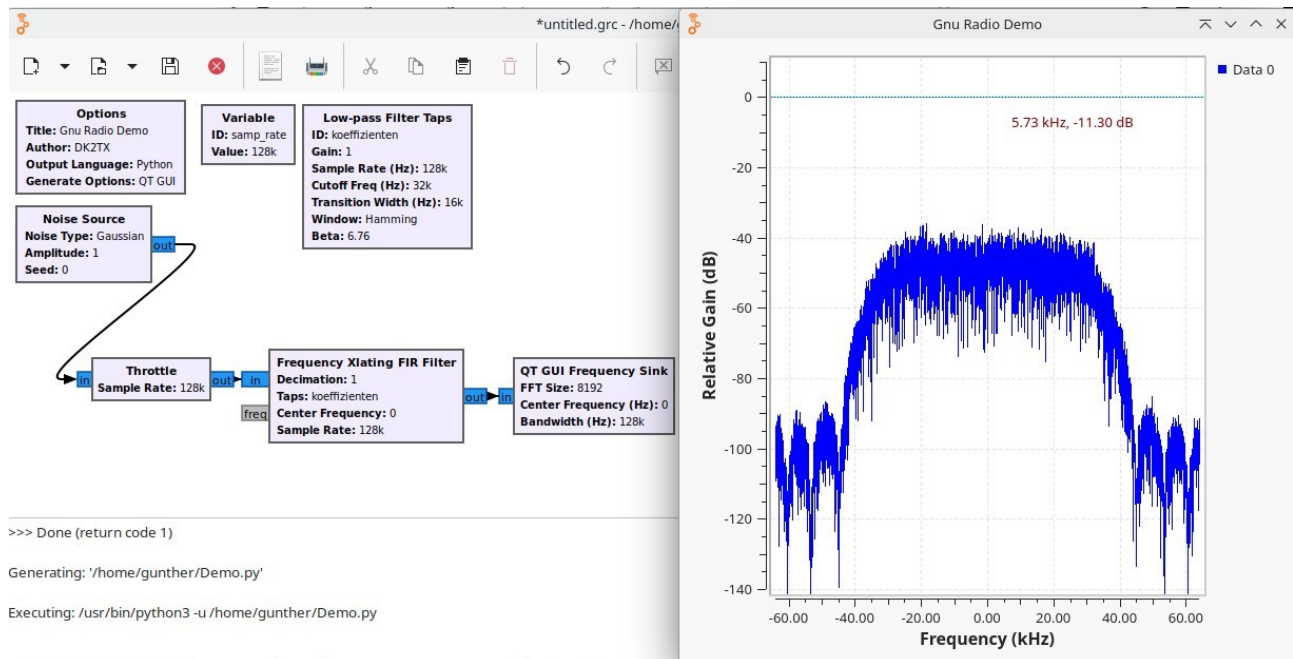 *untitled.grc - /home/g
Options
Title: Gnu Radio Demo
Author: DK2TX
Output Language: Python
Generate Options: QT GUI
Variable
ID: samp_rate
Value: 128k
Low-pass Filter Taps
ID: koeffizienten
Gain: 1
Sample Rate (Hz): 128k
Cutoff Freq (Hz): 32k
Transition Width (Hz): 16k
Window: Hamming
Beta: 6.76
Noise Source
Noise Type: Gaussian
Amplitude: 1
Seed: 0
out
in
Throttle
Sample Rate: 128k
out
in
freq
Frequency Xlating FIR Filter
Decimation: 1
Taps: koeffizienten
Center Frequency: 0
Sample Rate: 128k
out
in
QT GUI Frequency Sink
FFT Size: 8192
Center Frequency (Hz): 0
Bandwidth (Hz): 128k
>>> Done (return code 1)
Generating: '/home/gunther/Demo.py'
Executing: /usr/bin/python3 -u /home/gunther/Demo.py
Gnu Radio Demo
Data 0
5.73 kHz, -11.30 dB
Relative Gain (dB)
0
-20
-40
-60
-80
-100
-120
-140
-60.00 -40.00 -20.00 0.00 20.00 40.00 60.00
Frequency (kHz)